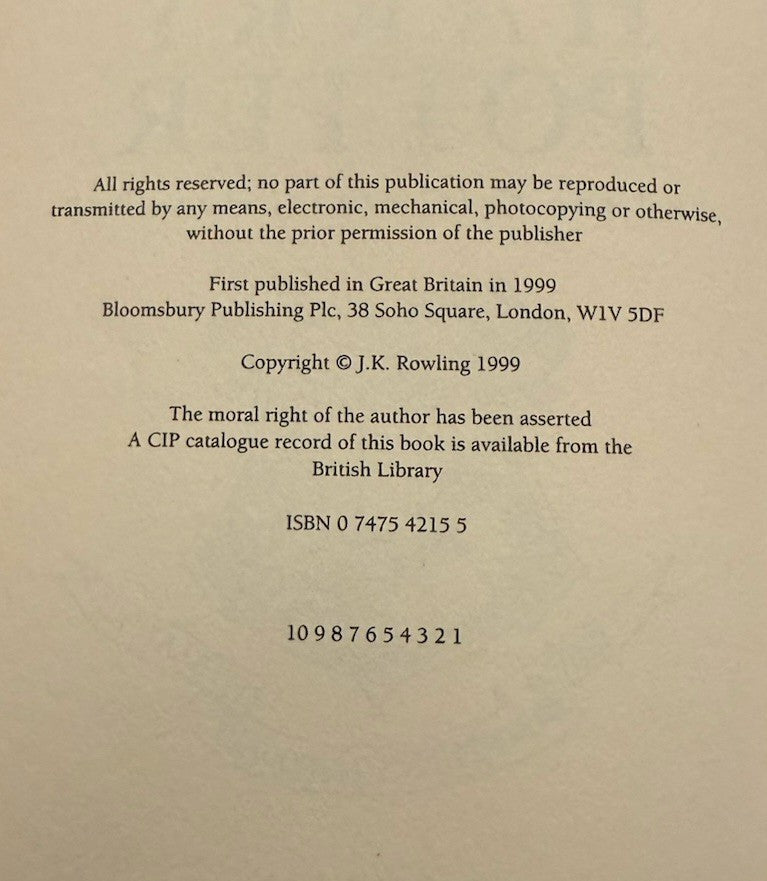 All rights reserved; no part of this publication may be reproduced or
transmitted by any means, electronic, mechanical, photocopying or otherwise,
without the prior permission of the publisher
First published in Great Britain in 1999
Bloomsbury Publishing Plc, 38 Soho Square, London, W1V 5DF
Copyright © J.K. Rowling 1999
The moral right of the author has been asserted
A CIP catalogue record of this book is available from the
British Library
ISBN 0 7475 4215 5
10 9 8 7 6 5 4 3 2 1